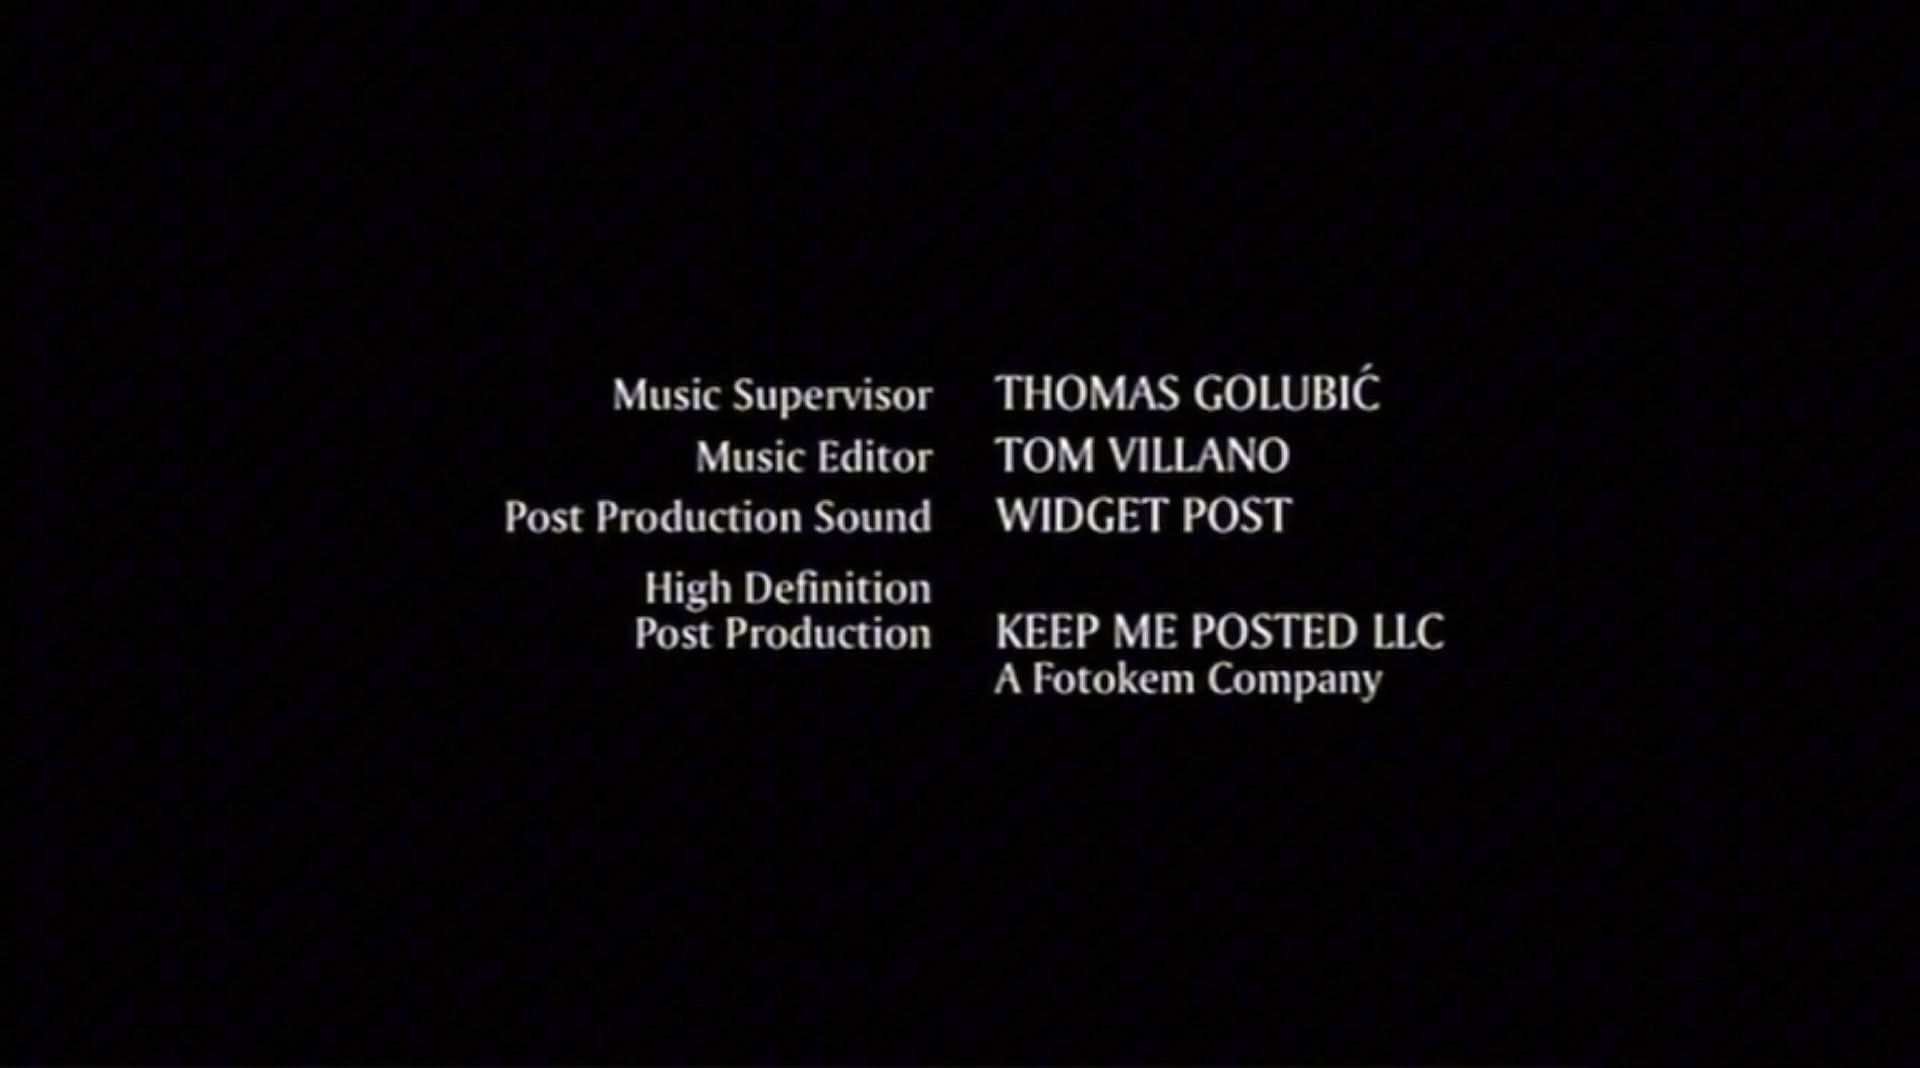 Music Supervisor THOMAS GOLUBIĆ
Music Editor TOM VILLANO
Post Production Sound WIDGET POST
High Definition
Post Production KEEP ME POSTED LLC
A Fotokem Company